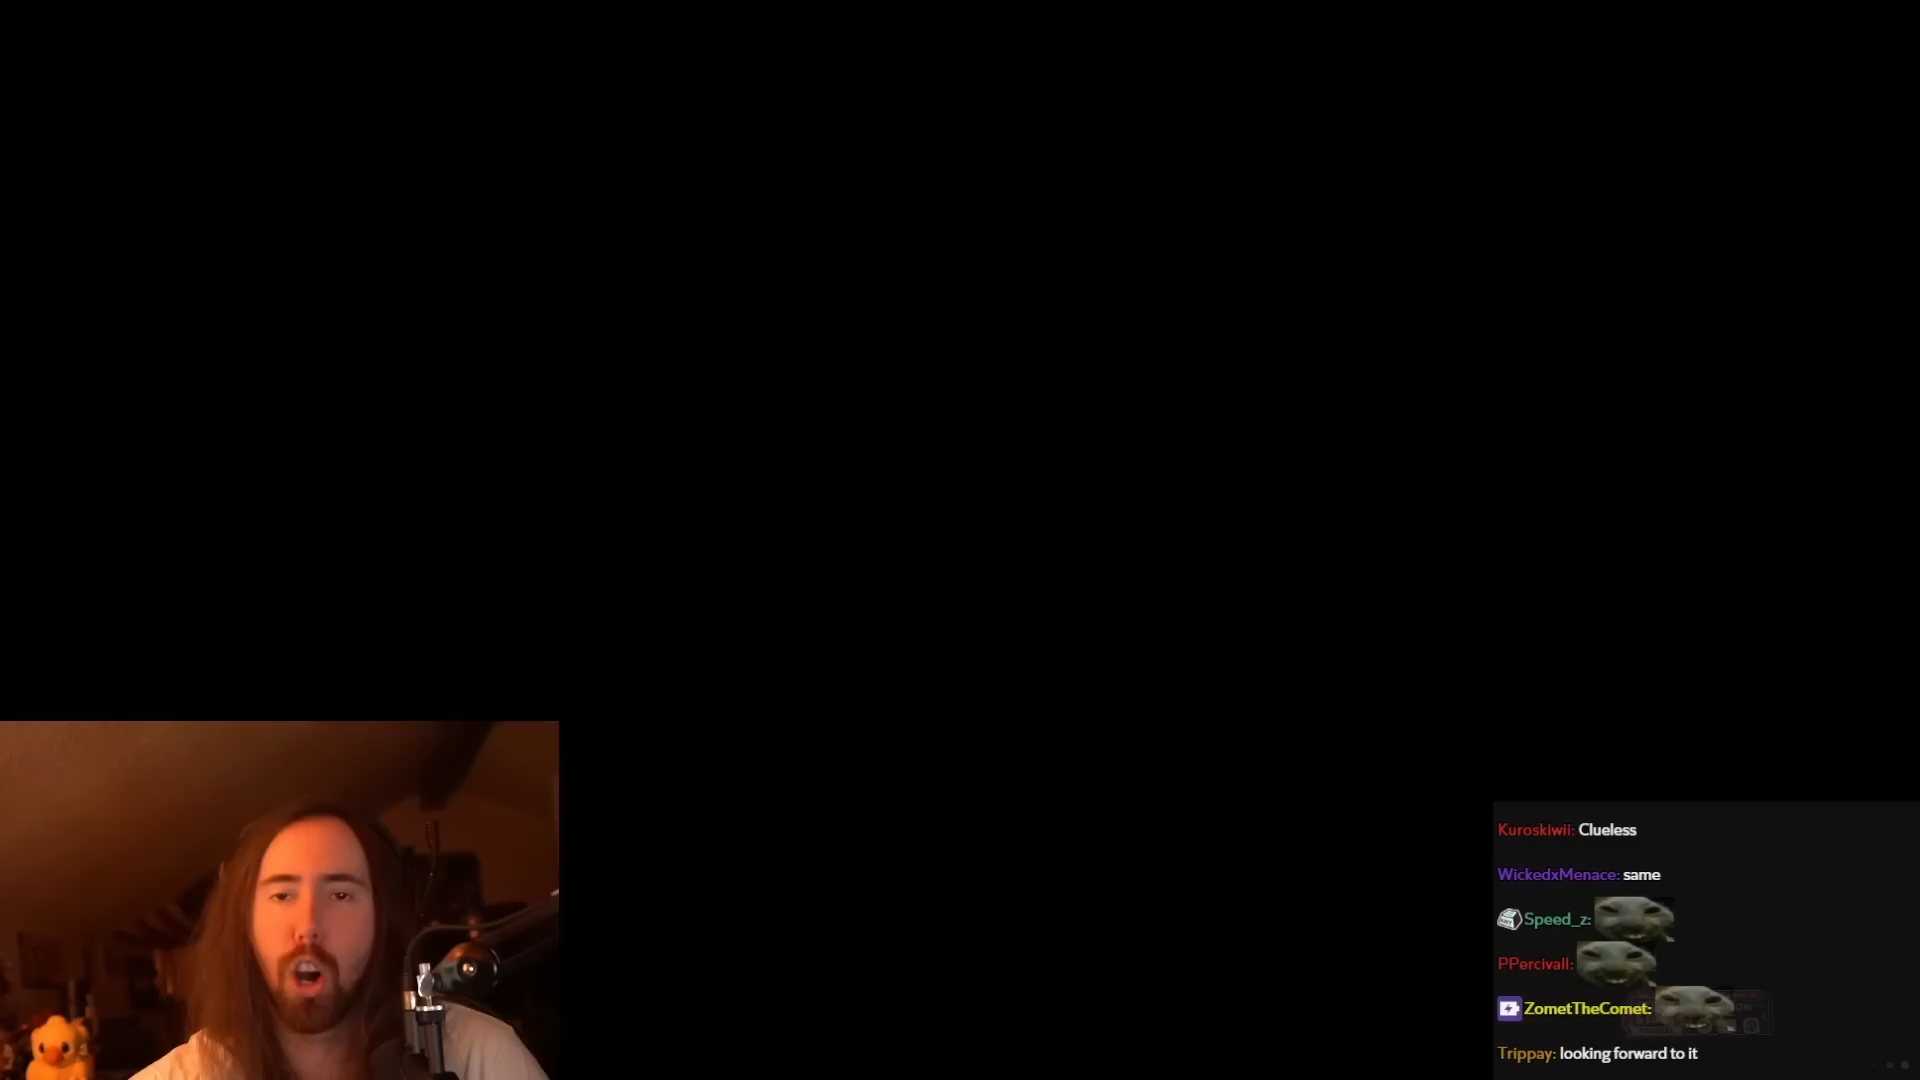 Kuroskiwii: Clueless
WickedxMenace: same
Speed_z:
PPercivall:
ZometTheComet:
Trippay: looking forward to it